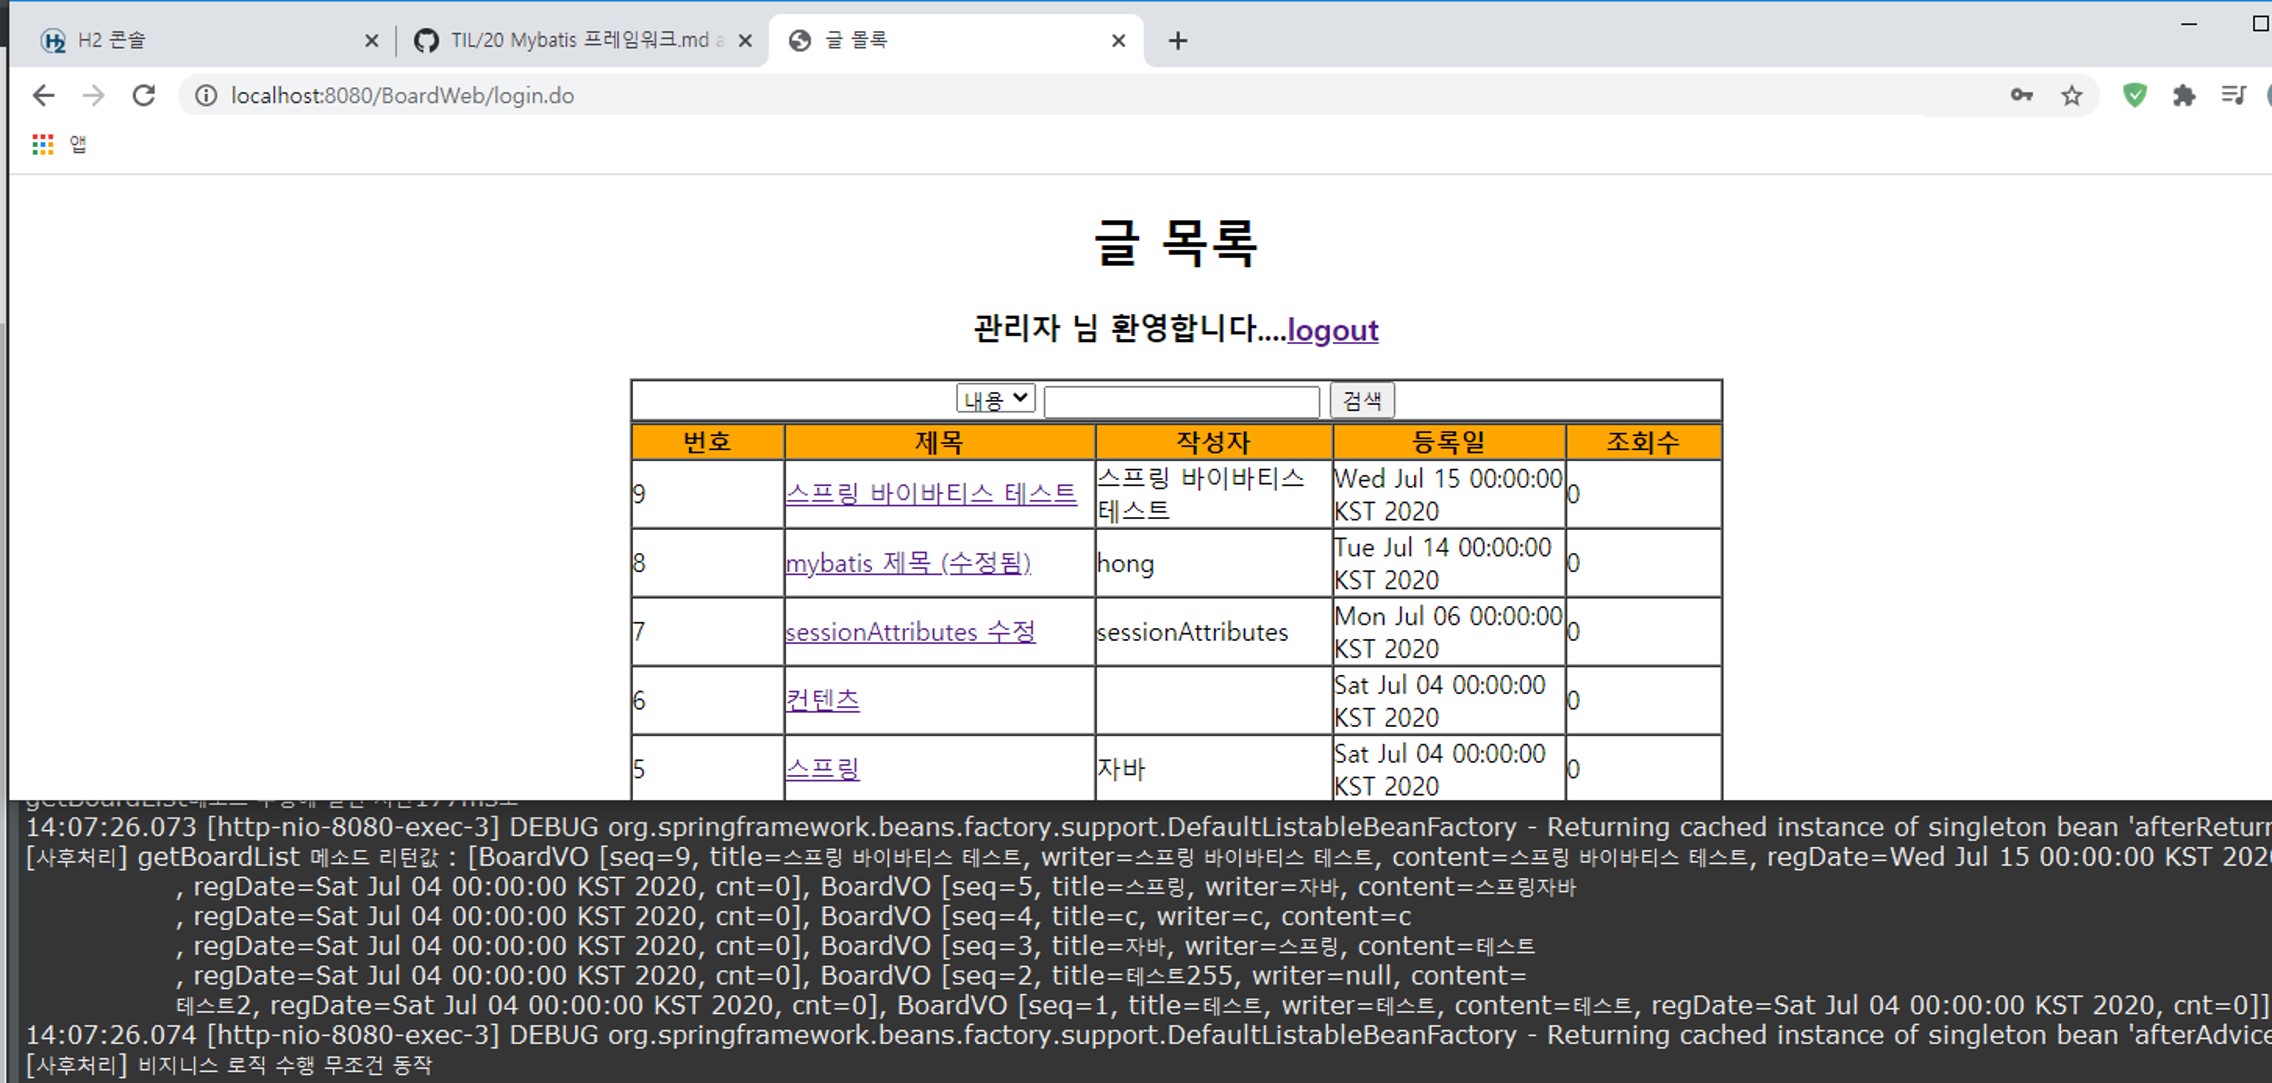 H2 콘솔
TIL/20 Mybatis 프레임워크.md a
글 몰록
localhost:8080/BoardWeb/login.do
앱
글 목록
관리자 님 환영합니다....logout
내용 검색
번호 제목 작성자 등록일 조회수
9 스프링 바이바티스 테스트 스프링 바이바티스 테스트 Wed Jul 15 00:00:00 KST 2020 0
8 mybatis 제목 (수정됨) hong Tue Jul 14 00:00:00 KST 2020 0
7 sessionAttributes 수정 sessionAttributes Mon Jul 06 00:00:00 KST 2020 0
6 컨텐츠 Sat Jul 04 00:00:00 KST 2020 0
5 스프링 자바 Sat Jul 04 00:00:00 KST 2020 0
14:07:26.073 [http-nio-8080-exec-3] DEBUG org.springframework.beans.factory.support.DefaultListableBeanFactory - Returning cached instance of singleton bean 'afterReturn
[사후처리] getBoardList 메소드 리턴값 : [BoardVO [seq=9, title=스프링 바이바티스 테스트, writer=스프링 바이바티스 테스트, content=스프링 바이바티스 테스트, regDate=Wed Jul 15 00:00:00 KST 202
, regDate=Sat Jul 04 00:00:00 KST 2020, cnt=0], BoardVO [seq=5, title=스프링, writer=자바, content=스프링자바
, regDate=Sat Jul 04 00:00:00 KST 2020, cnt=0], BoardVO [seq=4, title=c, writer=c, content=c
, regDate=Sat Jul 04 00:00:00 KST 2020, cnt=0], BoardVO [seq=3, title=자바, writer=스프링, content=테스트
, regDate=Sat Jul 04 00:00:00 KST 2020, cnt=0], BoardVO [seq=2, title=테스트255, writer=null, content=
테스트2, regDate=Sat Jul 04 00:00:00 KST 2020, cnt=0], BoardVO [seq=1, title=테스트, writer=테스트, content=테스트, regDate=Sat Jul 04 00:00:00 KST 2020, cnt=0]]
14:07:26.074 [http-nio-8080-exec-3] DEBUG org.springframework.beans.factory.support.DefaultListableBeanFactory - Returning cached instance of singleton bean 'afterAdvice
[사후처리] 비지니스 로직 수행 무조건 동작